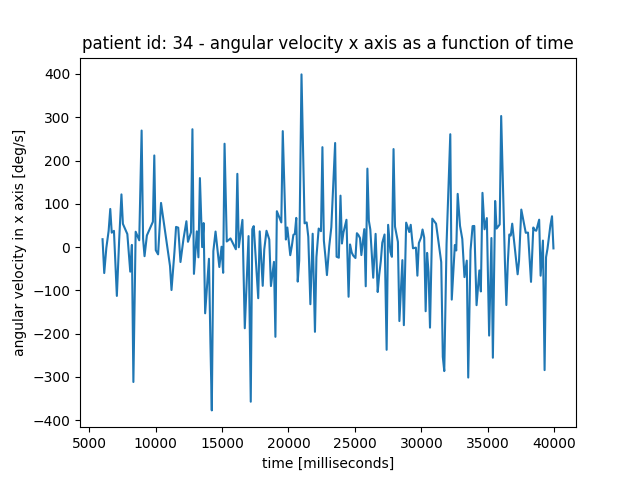 patient id: 34 - angular velocity x axis as a function of time
angular velocity in x axis [deg/s]
400
300
200
100
0
−100
−200
−300
−400
5000 10000 15000 20000 25000 30000 35000 40000
time [milliseconds]